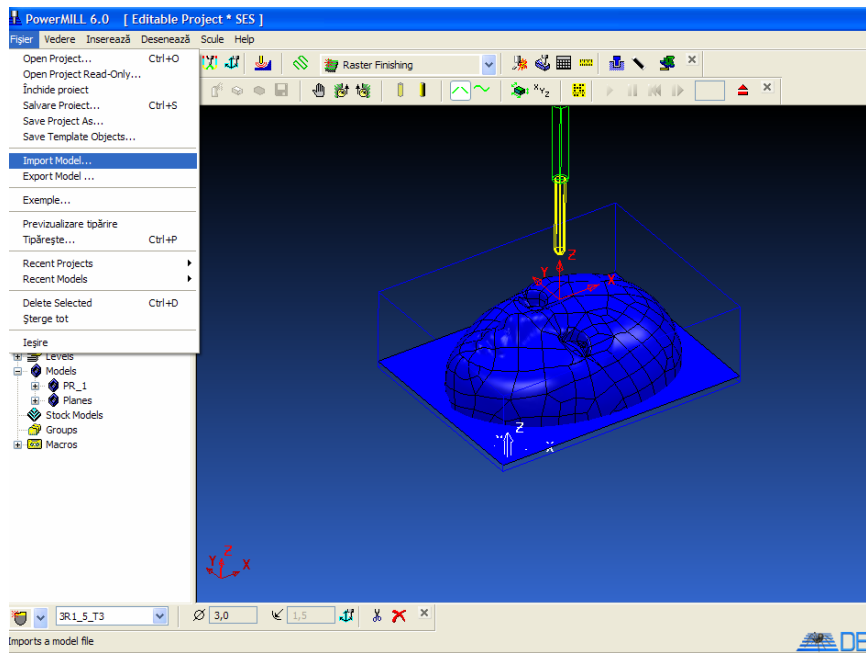 PowerMILL 6.0 [ Editable Project * SES ]
Fişier Vedere Inserează Desenează Scule Help
Open Project... Ctrl+O
Open Project Read-Only...
Închide proiect
Salvare Proiect... Ctrl+S
Save Project As...
Save Template Objects...
Import Model...
Export Model ...
Exemple...
Previzualizare tipărire
Tipăreşte... Ctrl+P
Recent Projects
Recent Models
Delete Selected Ctrl+D
Şterge tot
Ieşire
Raster Finishing
XYZ
Levels
Models
PR_1
Planes
Stock Models
Groups
Macros
Z
Y
X
Z
X
Z
Y
X
3R1_5_T3
3,0
1,5
Imports a model file
DE